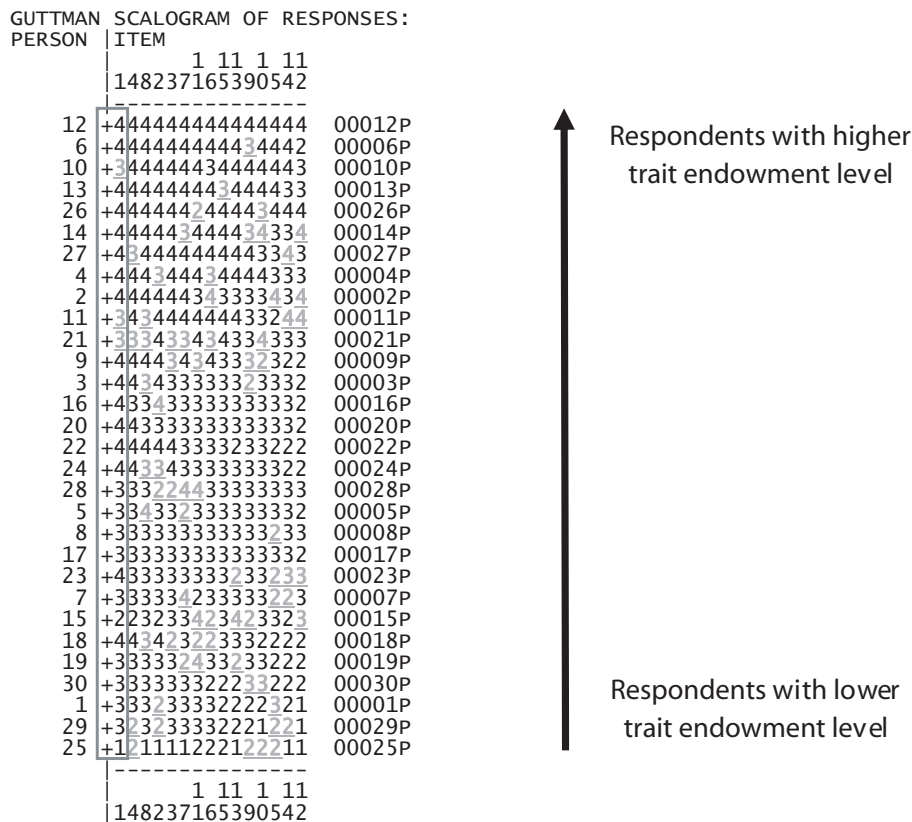 GUTTMAN SCALOGRAM OF RESPONSES:
PERSON |ITEM
| 1 11 1 11
|148237165390542
|---------------
12 +444444444444444 00012P
6 +444444444434442 00006P
10 +344444434444443 00010P
13 +444444443444433 00013P
26 +444444244443444 00026P
14 +444443444434334 00014P
27 +434444444443343 00027P
4 +444344434444333 00004P
2 +444444343333434 00002P
11 +343444444433244 00011P
21 +333433434334333 00021P
9 +444434343332322 00009P
3 +443433333323332 00003P
16 +433433333333332 00016P
20 +443333333333332 00020P
22 +444443333233222 00022P
24 +443343333333322 00024P
28 +333224433333333 00028P
5 +334332333333332 00005P
8 +333333333333233 00008P
17 +333333333333332 00017P
23 +433333333233233 00023P
7 +333334233333223 00007P
15 +223233423423323 00015P
18 +443423223332222 00018P
19 +333332433233222 00019P
30 +333333322233222 00030P
1 +333233332222321 00001P
29 +323233332221221 00029P
25 +121111222122211 00025P
|---------------
| 1 11 1 11
|148237165390542
Respondents with higher
trait endowment level
Respondents with lower
trait endowment level